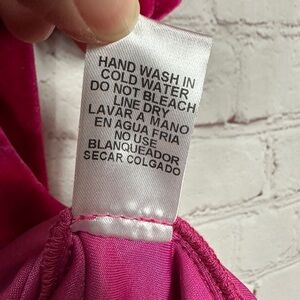 HAND WASH IN
COLD WATER
DO NOT BLEACH
LINE DRY
LAVAR A MANO
EN AGUA FRIA
NO USE
BLANQUEADOR
SECAR COLGADO